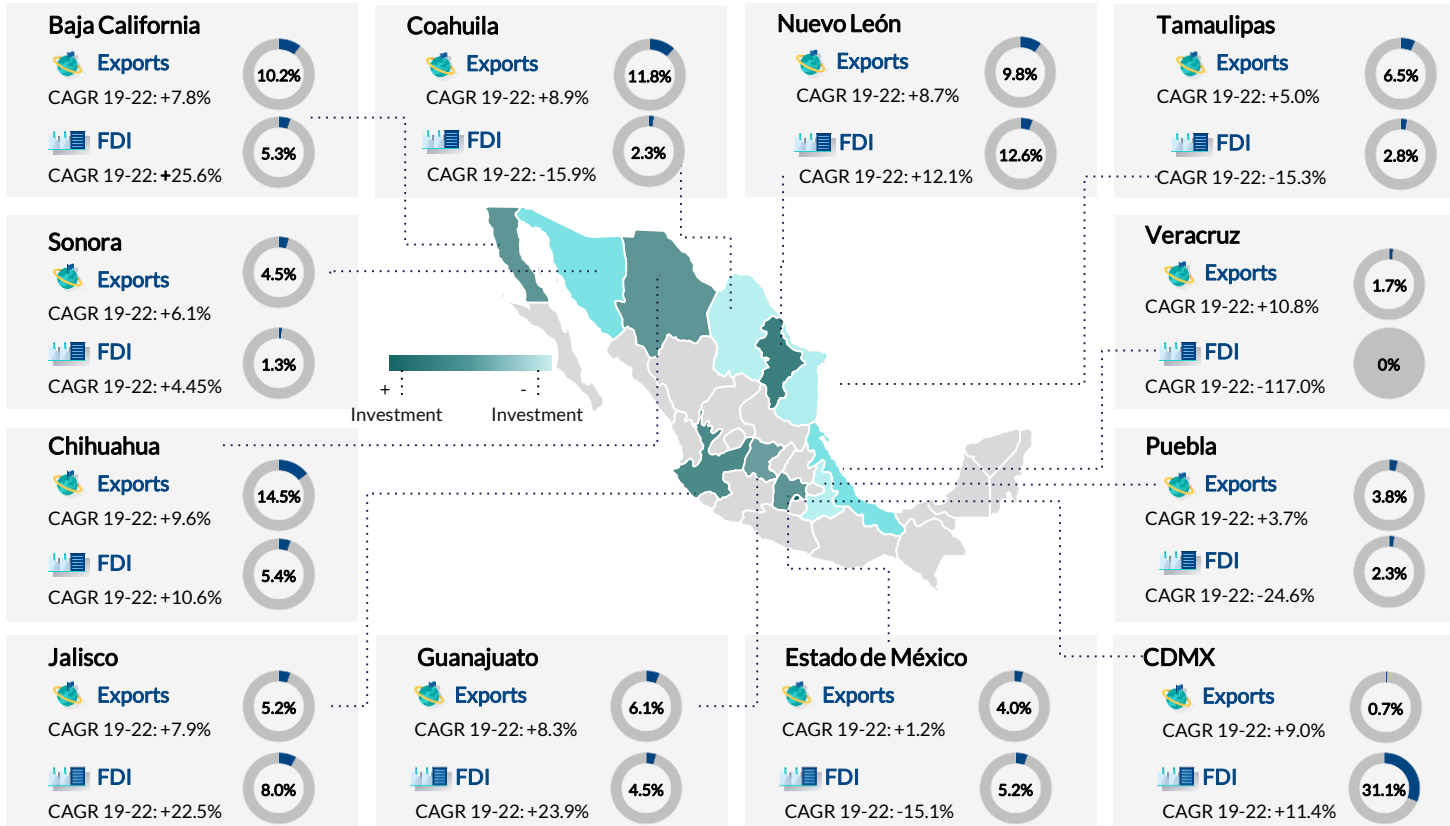 Baja California
Exports
10.2%
CAGR 19-22: +7.8%
FDI
5.3%
CAGR 19-22: +25.6%
Coahuila
Exports
11.8%
CAGR 19-22: +8.9%
FDI
2.3%
CAGR 19-22: -15.9%
Nuevo León
Exports
9.8%
CAGR 19-22: +8.7%
FDI
12.6%
CAGR 19-22: +12.1%
Tamaulipas
Exports
6.5%
CAGR 19-22: +5.0%
FDI
2.8%
CAGR 19-22: -15.3%
Sonora
Exports
4.5%
CAGR 19-22: +6.1%
FDI
1.3%
CAGR 19-22: +4.45%
+
Investment
-
Investment
Veracruz
Exports
1.7%
CAGR 19-22: +10.8%
FDI
0%
CAGR 19-22: -117.0%
Chihuahua
Exports
14.5%
CAGR 19-22: +9.6%
FDI
5.4%
CAGR 19-22: +10.6%
Puebla
Exports
3.8%
CAGR 19-22: +3.7%
FDI
2.3%
CAGR 19-22: -24.6%
Jalisco
Exports
5.2%
CAGR 19-22: +7.9%
FDI
8.0%
CAGR 19-22: +22.5%
Guanajuato
Exports
6.1%
CAGR 19-22: +8.3%
FDI
4.5%
CAGR 19-22: +23.9%
Estado de México
Exports
4.0%
CAGR 19-22: +1.2%
FDI
5.2%
CAGR 19-22: -15.1%
CDMX
Exports
0.7%
CAGR 19-22: +9.0%
FDI
31.1%
CAGR 19-22: +11.4%